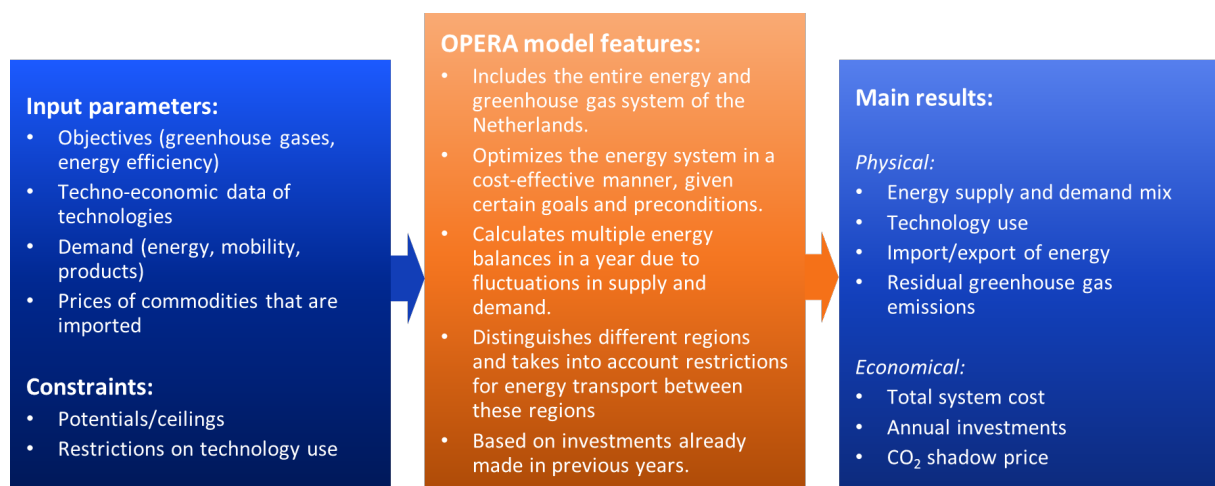 Input parameters:
• Objectives (greenhouse gases,
energy efficiency)
• Techno-economic data of
technologies
• Demand (energy, mobility,
products)
• Prices of commodities that are
imported
Constraints:
• Potentials/ceilings
• Restrictions on technology use
OPERA model features:
• Includes the entire energy and
greenhouse gas system of the
Netherlands.
• Optimizes the energy system in a
cost-effective manner, given
certain goals and preconditions.
• Calculates multiple energy
balances in a year due to
fluctuations in supply and
demand.
• Distinguishes different regions
and takes into account restrictions
for energy transport between
these regions
• Based on investments already
made in previous years.
Main results:
Physical:
• Energy supply and demand mix
• Technology use
• Import/export of energy
• Residual greenhouse gas
emissions
Economical:
• Total system cost
• Annual investments
• CO₂ shadow price